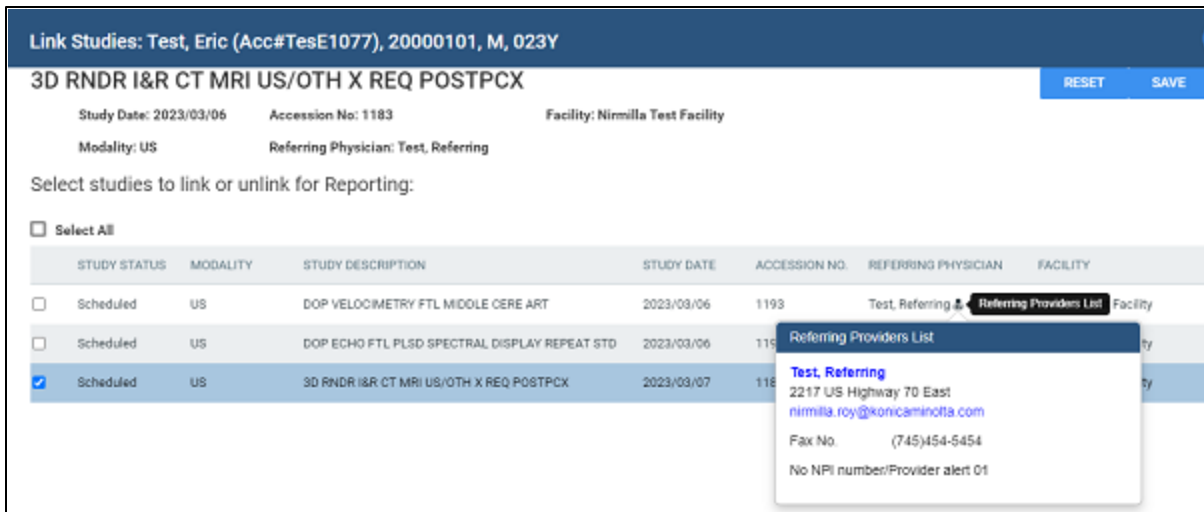 Link Studies: Test, Eric (Acc#TesE1077), 20000101, M, 023Y
3D RNDR I&R CT MRI US/OTH X REQ POSTPCX
RESET SAVE
Study Date: 2023/03/06 Accession No: 1183 Facility: Nirmilla Test Facility
Modality: US Referring Physician: Test, Referring
Select studies to link or unlink for Reporting:
Select All
STUDY STATUS MODALITY STUDY DESCRIPTION STUDY DATE ACCESSION NO. REFERRING PHYSICIAN FACILITY
Scheduled US DOP VELOCIMETRY FTL MIDDLE CERE ART 2023/03/06 1193 Test, Referring Referring Providers List Facility
Scheduled US DOP ECHO FTL PLSD SPECTRAL DISPLAY REPEAT STD 2023/03/06 119 ty
Scheduled US 3D RNDR I&R CT MRI US/OTH X REQ POSTPCX 2023/03/07 118 ty
Referring Providers List
Test, Referring
2217 US Highway 70 East
nirmilla.roy@konicaminolta.com
Fax No. (745)454-5454
No NPI number/Provider alert 01